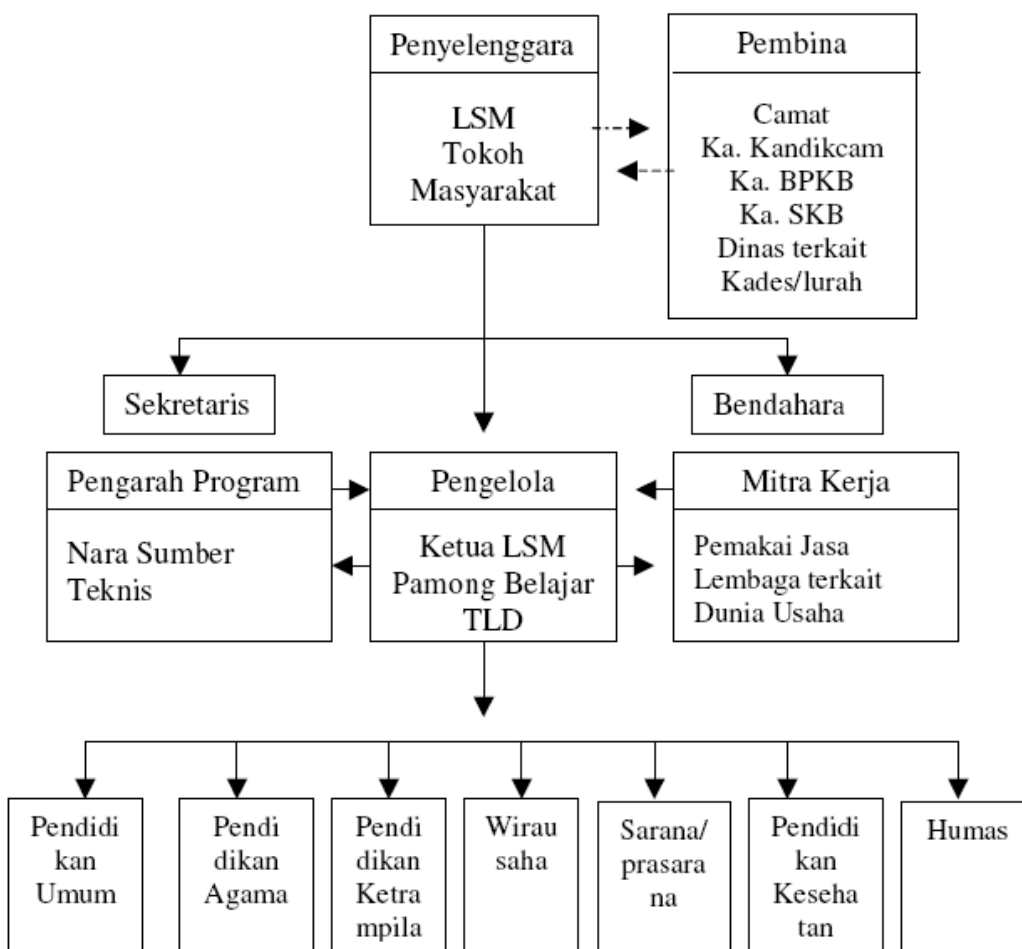 Penyelenggara
LSM
Tokoh
Masyarakat
Pembina
Camat
Ka. Kandikcam
Ka. BPKB
Ka. SKB
Dinas terkait
Kades/lurah
Sekretaris
Bendahara
Pengarah Program
Nara Sumber
Teknis
Pengelola
Ketua LSM
Pamong Belajar
TLD
Mitra Kerja
Pemakai Jasa
Lembaga terkait
Dunia Usaha
Pendidi
kan
Umum
Pendi
dikan
Agama
Pendi
dikan
Ketra
mpila
Wirau
saha
Sarana/
prasara
na
Pendidi
kan
Keseha
tan
Humas